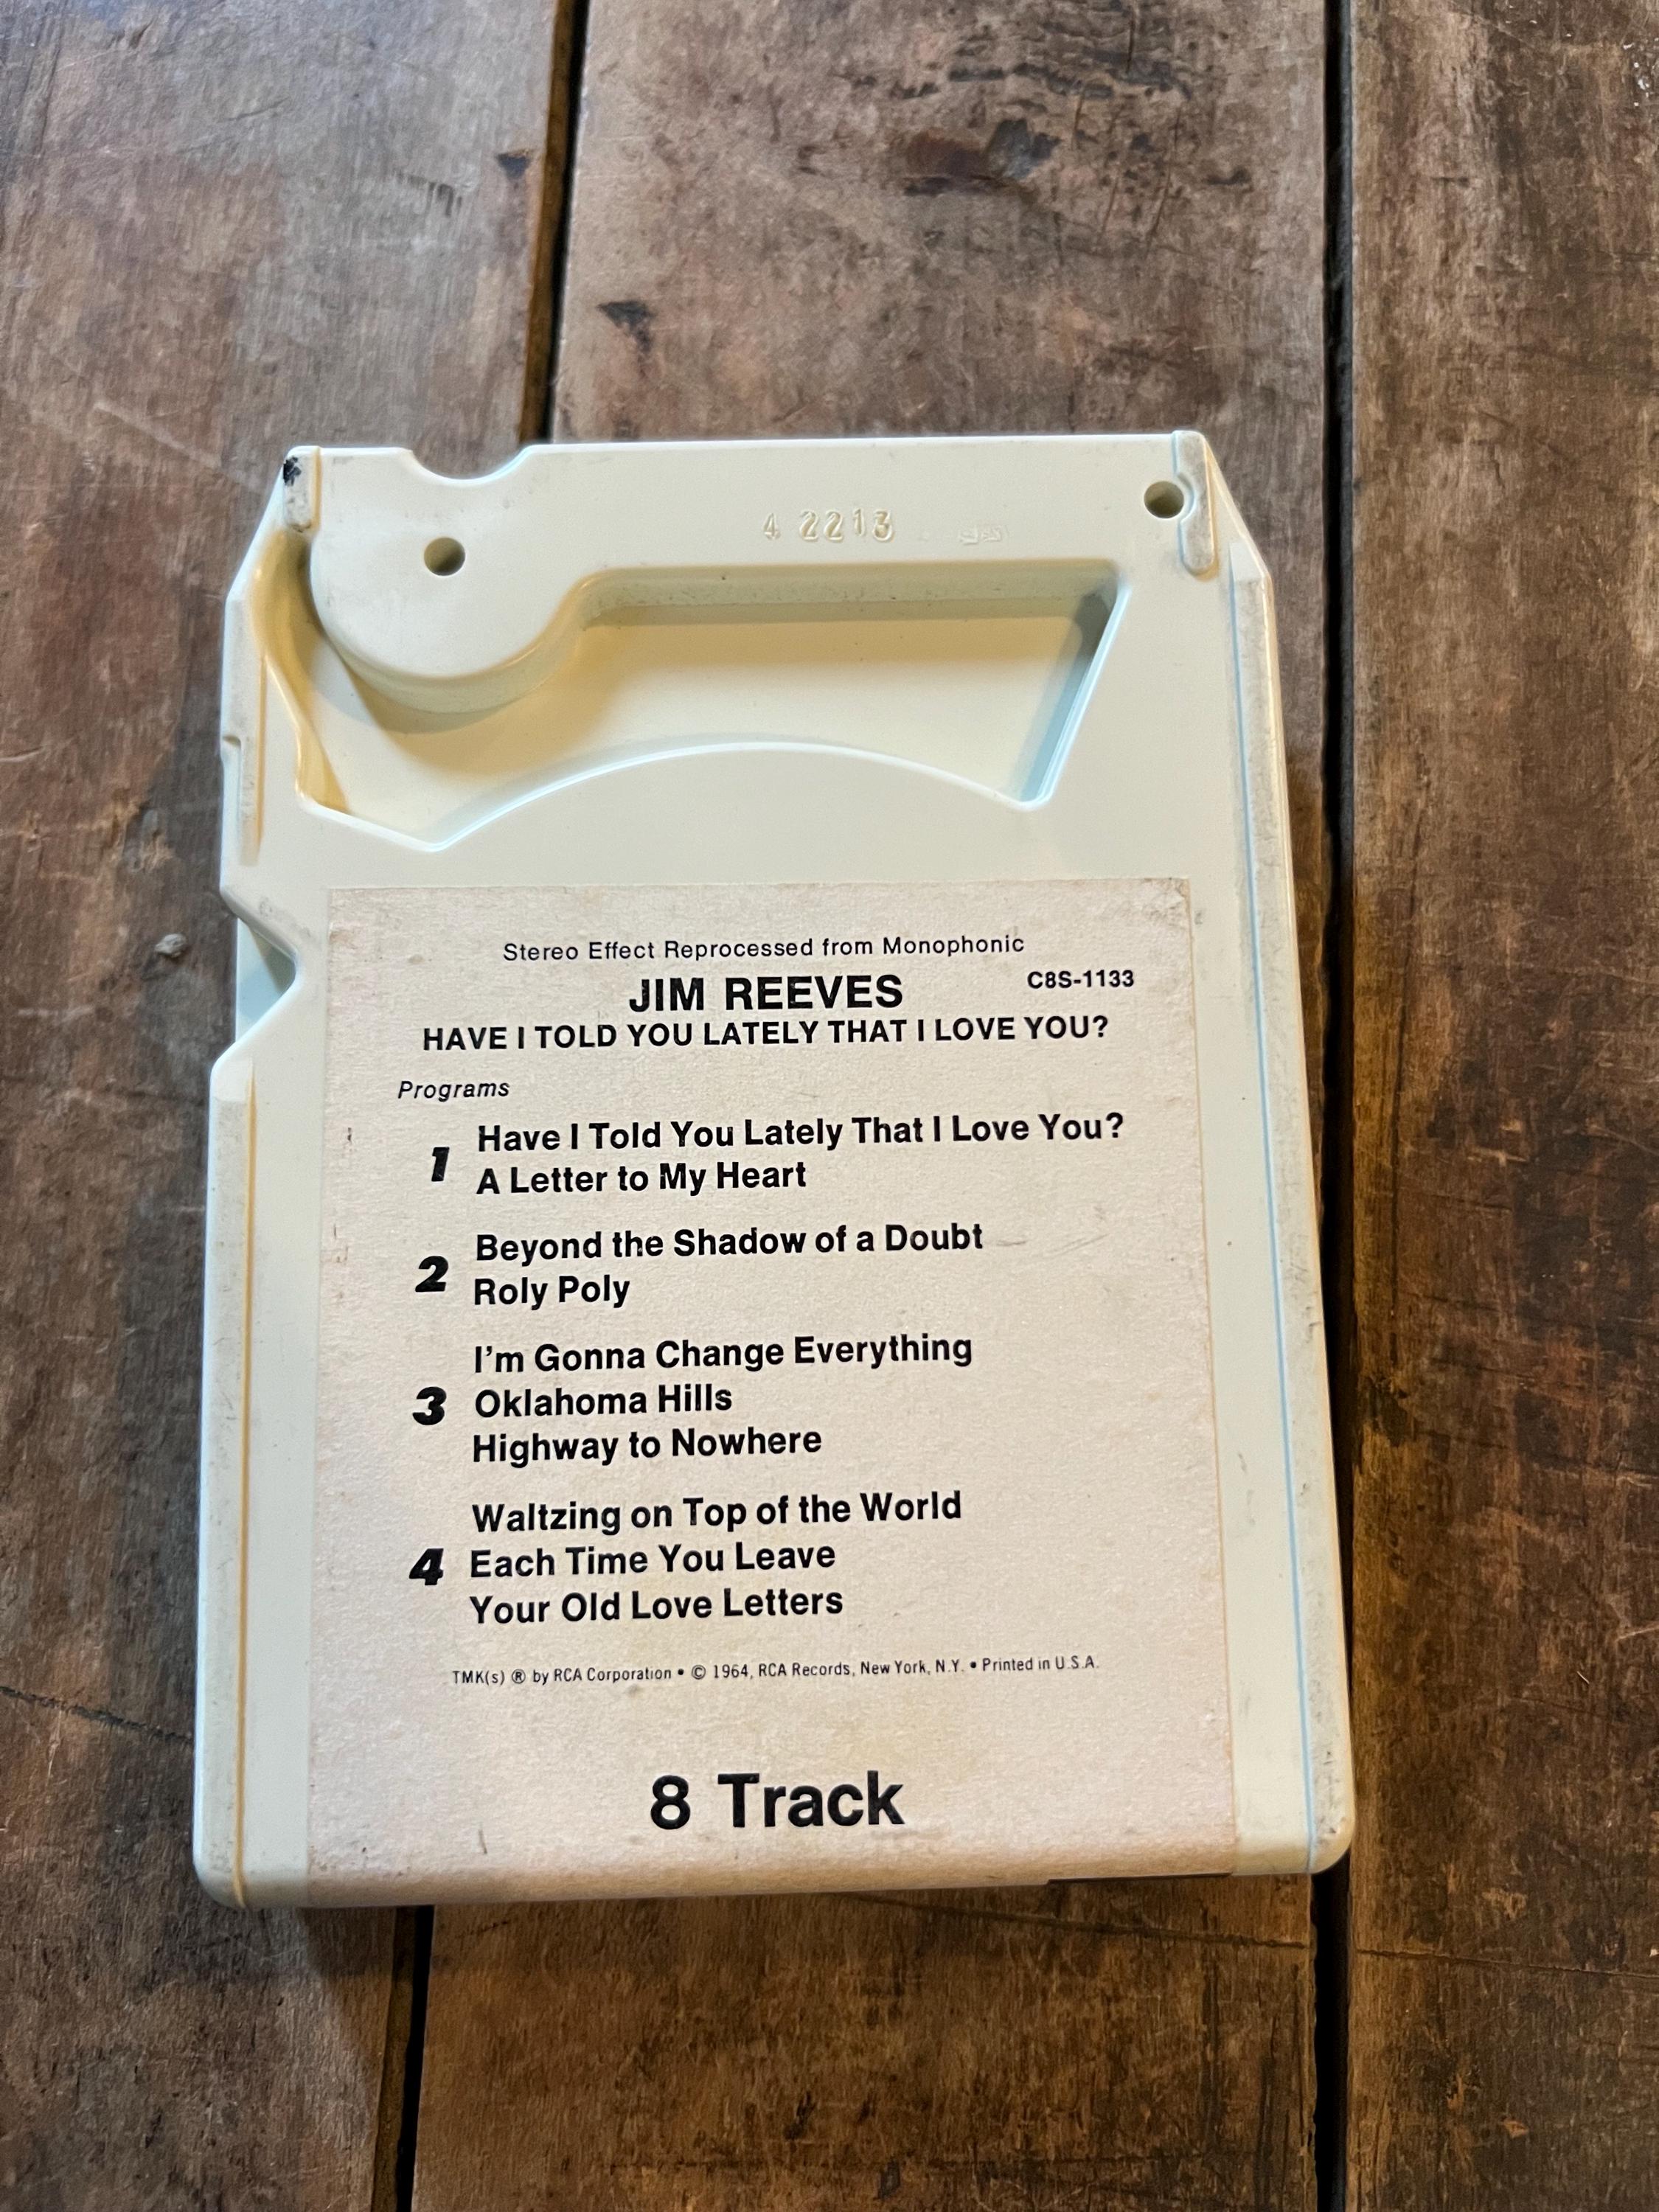 4 2213
Stereo Effect Reprocessed from Monophonic
JIM REEVES C8S-1133
HAVE I TOLD YOU LATELY THAT I LOVE YOU?
Programs
1 Have I Told You Lately That I Love You?
A Letter to My Heart
2 Beyond the Shadow of a Doubt
Roly Poly
3 I'm Gonna Change Everything
Oklahoma Hills
Highway to Nowhere
4 Waltzing on Top of the World
Each Time You Leave
Your Old Love Letters
TMK(s) ® by RCA Corporation • © 1964, RCA Records, New York, N.Y. • Printed in U.S.A.
8 Track